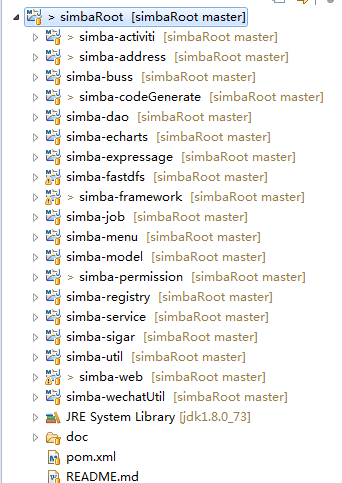 > simbaRoot [simbaRoot master]
> simba-activiti [simbaRoot master]
> simba-address [simbaRoot master]
simba-buss [simbaRoot master]
> simba-codeGenerate [simbaRoot master]
simba-dao [simbaRoot master]
simba-echarts [simbaRoot master]
simba-expressage [simbaRoot master]
simba-fastdfs [simbaRoot master]
> simba-framework [simbaRoot master]
simba-job [simbaRoot master]
simba-menu [simbaRoot master]
simba-model [simbaRoot master]
> simba-permission [simbaRoot master]
simba-registry [simbaRoot master]
simba-service [simbaRoot master]
simba-sigar [simbaRoot master]
simba-util [simbaRoot master]
> simba-web [simbaRoot master]
simba-wechatUtil [simbaRoot master]
JRE System Library [jdk1.8.0_73]
doc
pom.xml
README.md